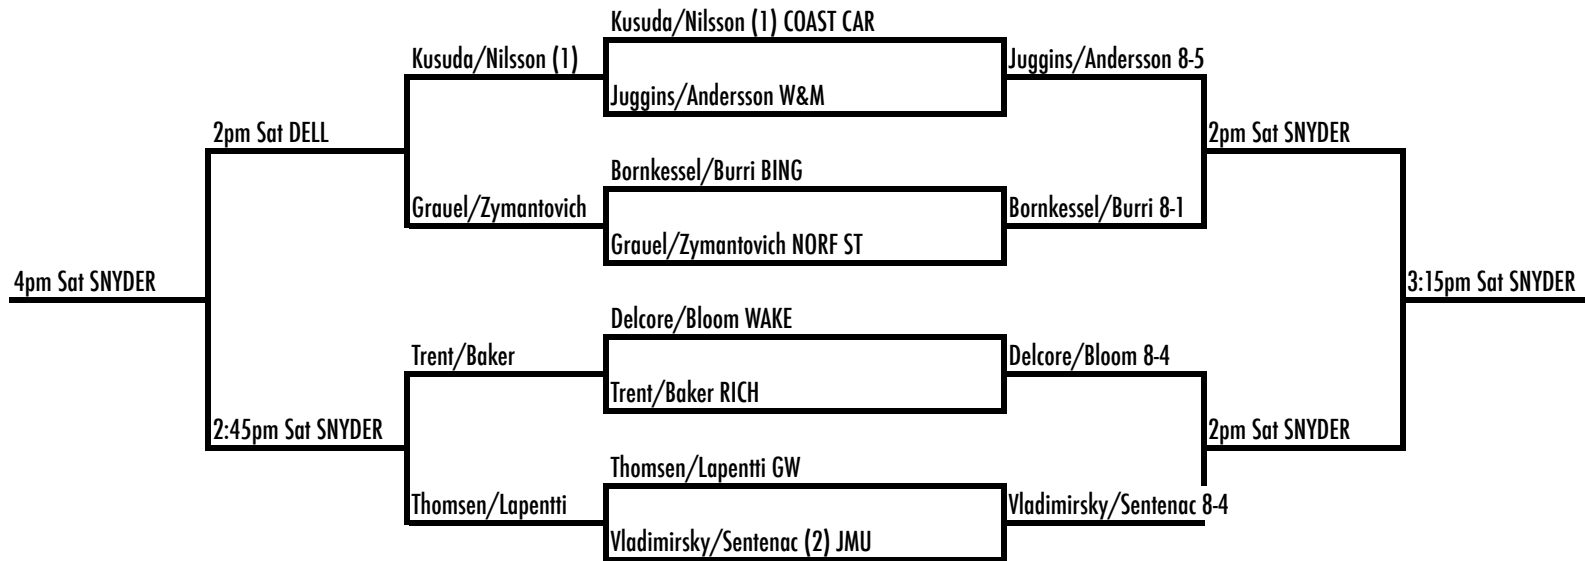 Kusuda/Nilsson (1) COAST CAR
Kusuda/Nilsson (1)
Juggins/Andersson 8-5
Juggins/Andersson W&M
2pm Sat DELL
2pm Sat SNYDER
Bornkessel/Burri BING
Grauel/Zymantovich
Bornkessel/Burri 8-1
Grauel/Zymantovich NORF ST
4pm Sat SNYDER
3:15pm Sat SNYDER
Delcore/Bloom WAKE
Trent/Baker
Delcore/Bloom 8-4
Trent/Baker RICH
2:45pm Sat SNYDER
2pm Sat SNYDER
Thomsen/Lapentti GW
Thomsen/Lapentti
Vladimirsky/Sentenac 8-4
Vladimirsky/Sentenac (2) JMU